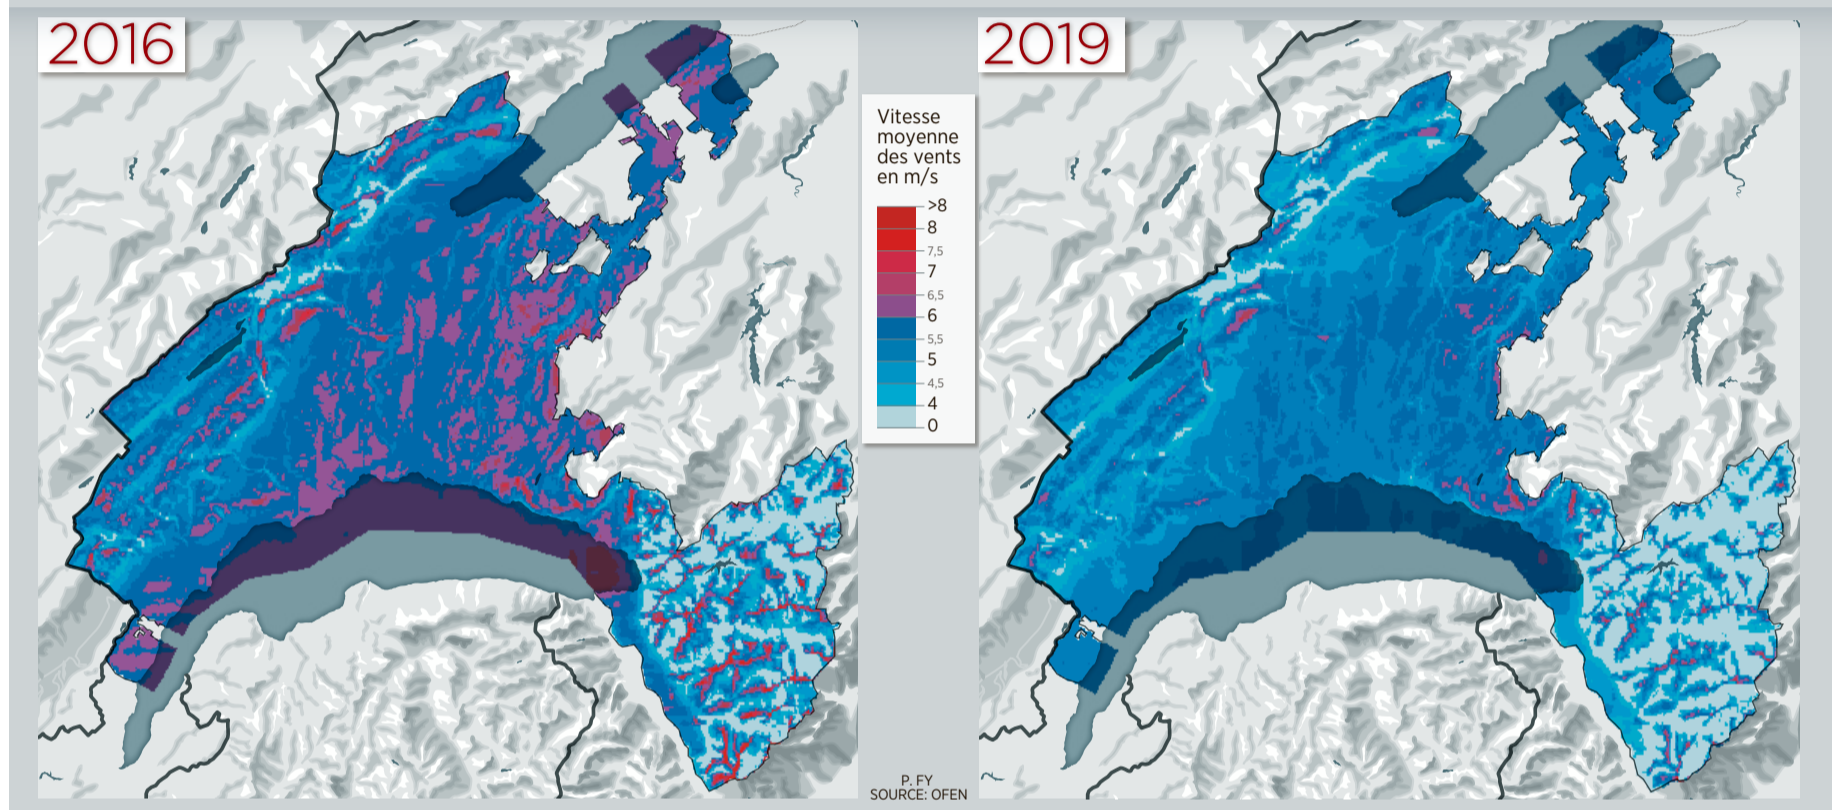 2016
2019
Vitesse
moyenne
des vents
en m/s
>8
8
7,5
7
6,5
6
5,5
5
4,5
4
0
P. FY
SOURCE: OFEN